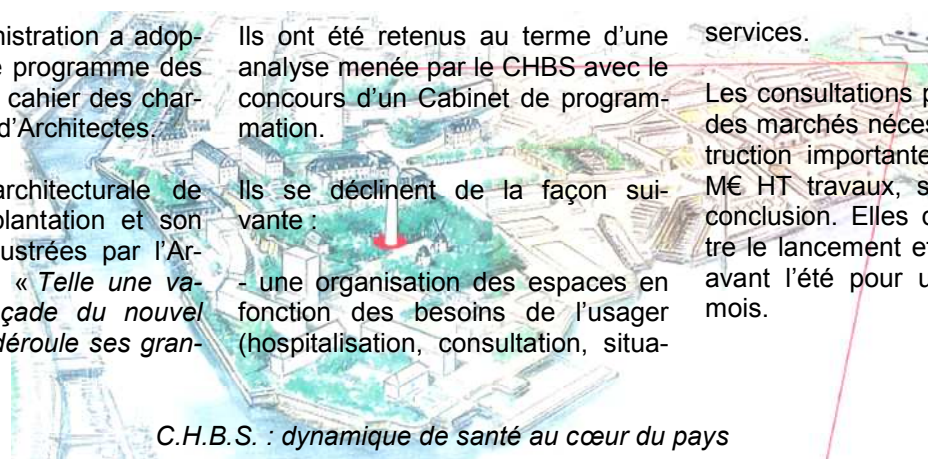 nistration a adop-
e programme des
cahier des char-
d'Architectes.
architecturale de
plantation et son
ustrées par l'Ar-
« Telle une va-
çade du nouvel
déroule ses gran-
Ils ont été retenus au terme d'une
analyse menée par le CHBS avec le
concours d'un Cabinet de program-
mation.
Ils se déclinent de la façon sui-
vante :
- une organisation des espaces en
fonction des besoins de l'usager
(hospitalisation, consultation, situa-
services.
Les consultations p
des marchés néces
truction importante
M€ HT travaux, s
conclusion. Elles d
tre le lancement et
avant l'été pour u
mois.
C.H.B.S. : dynamique de santé au cœur du pays